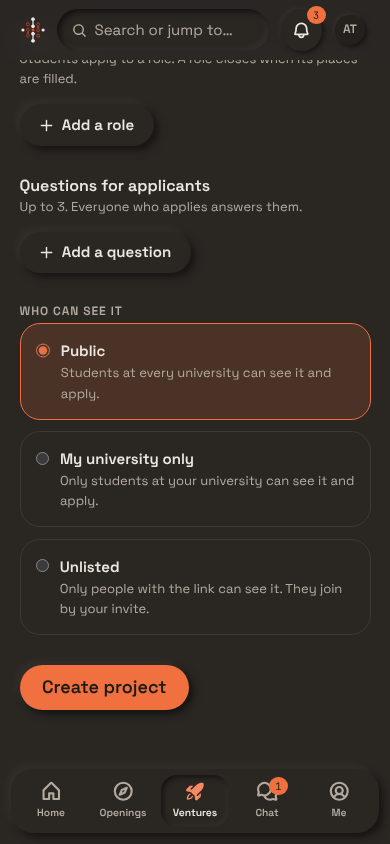 Search or jump to...
3
AT
Students apply to a role. A role closes when its places
are filled.
+ Add a role
Questions for applicants
Up to 3. Everyone who applies answers them.
+ Add a question
WHO CAN SEE IT
Public
Students at every university can see it and
apply.
My university only
Only students at your university can see it and
apply.
Unlisted
Only people with the link can see it. They join
by your invite.
Create project
1
Home
Openings
Ventures
Chat
Me